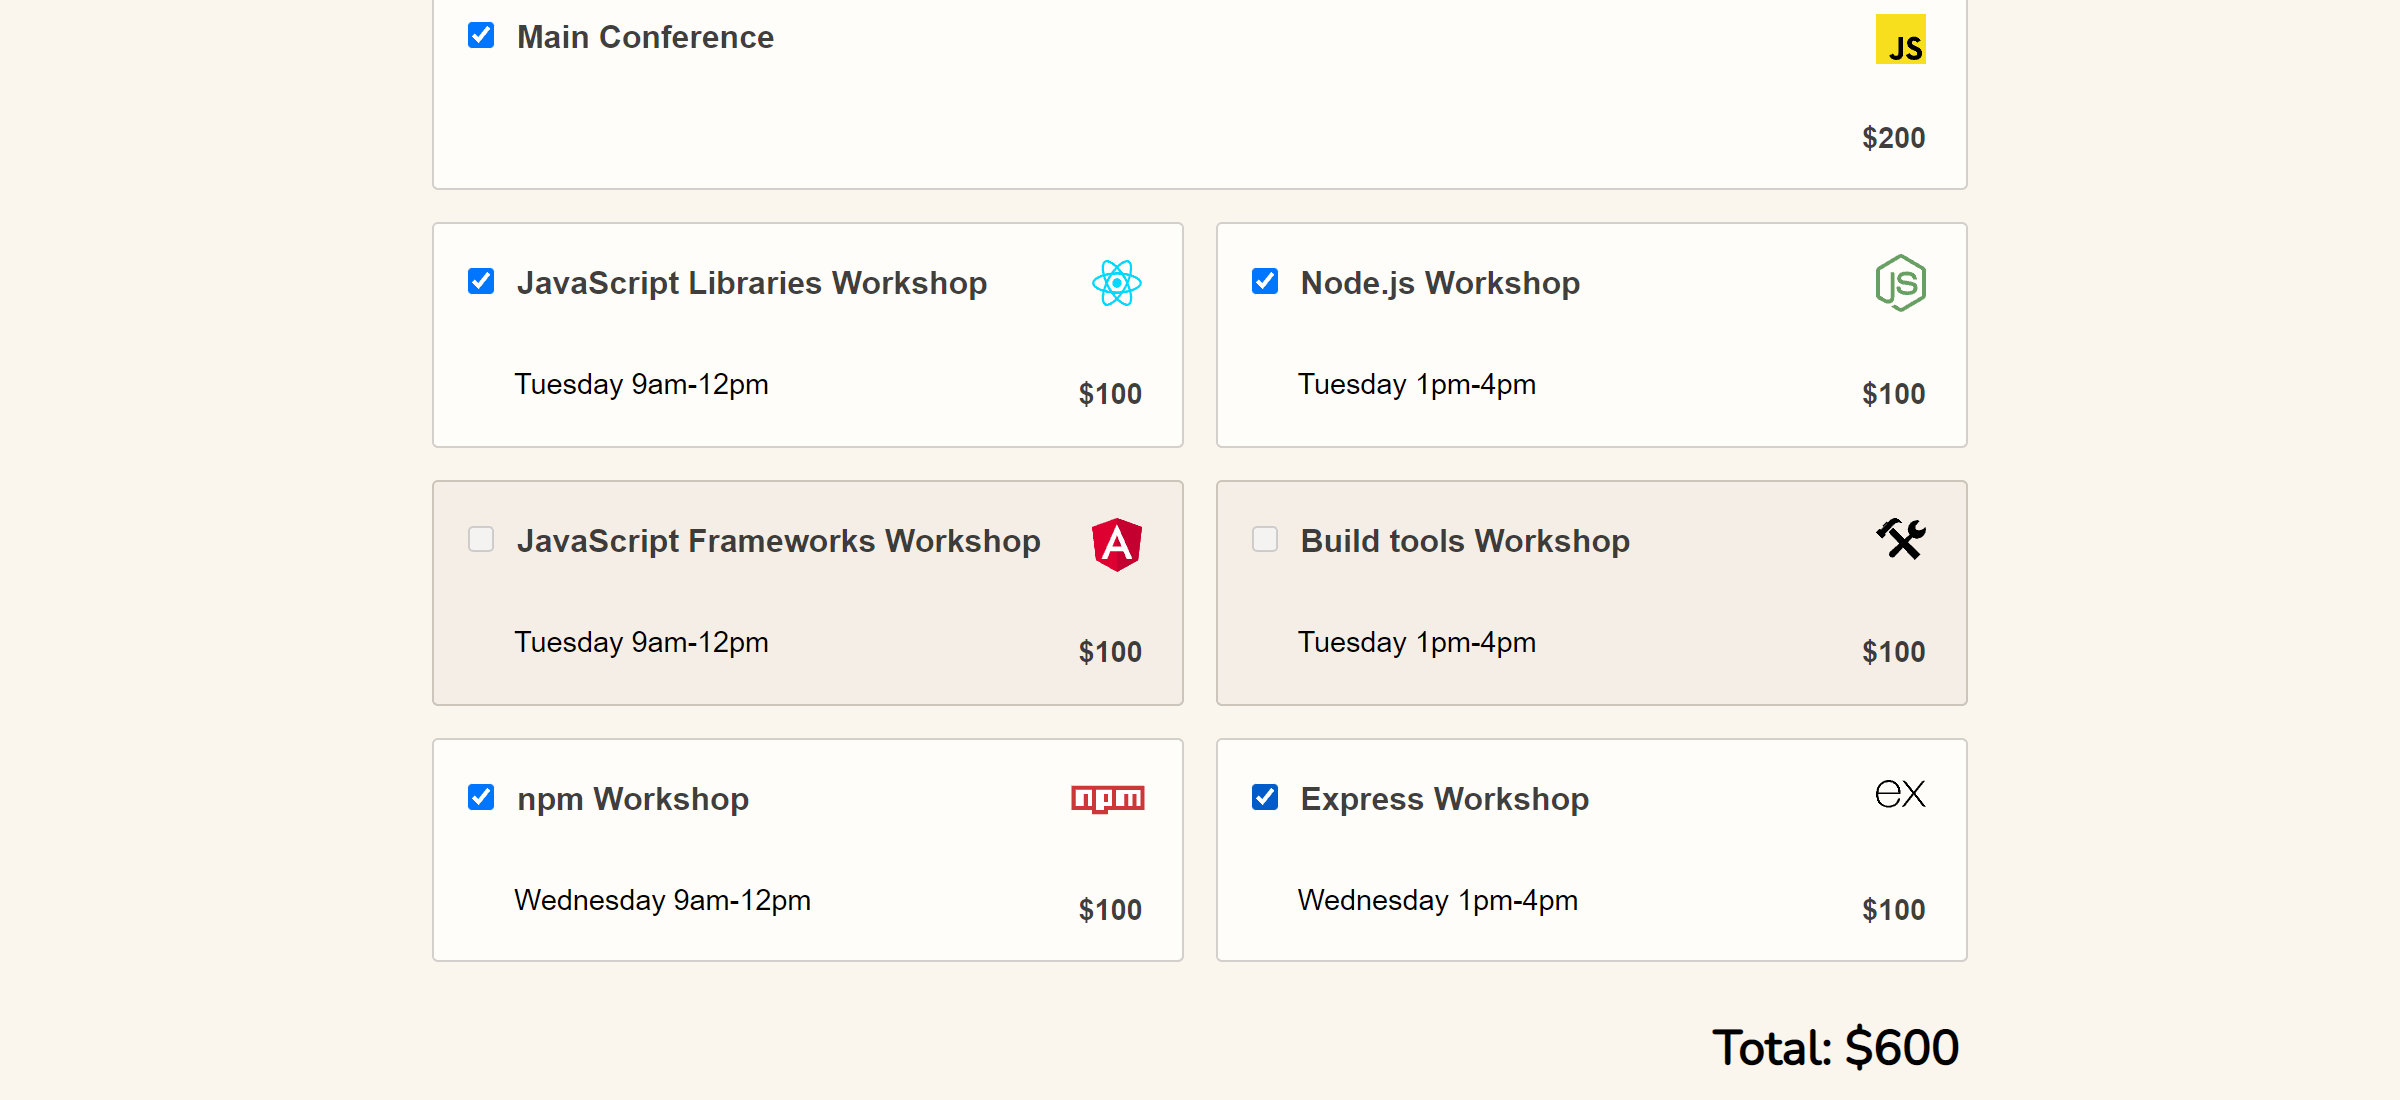 Main Conference
JS
$200
JavaScript Libraries Workshop
Tuesday 9am-12pm
$100
Node.js Workshop
JS
Tuesday 1pm-4pm
$100
JavaScript Frameworks Workshop
A
Tuesday 9am-12pm
$100
Build tools Workshop
Tuesday 1pm-4pm
$100
npm Workshop
npm
Wednesday 9am-12pm
$100
Express Workshop
ex
Wednesday 1pm-4pm
$100
Total: $600